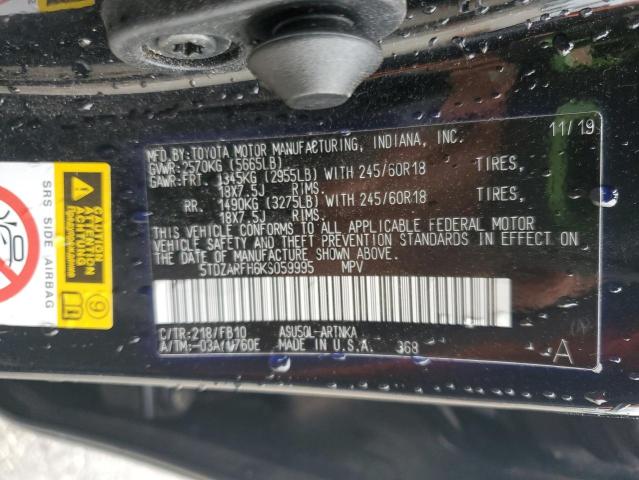 11/19
MFD.BY:TOYOTA MOTOR MANUFACTURING, INDIANA, INC.
GVWR:2570KG (5665LB)
GAWR:FRT. 1345KG (2955LB) WITH 245/60R18 TIRES,
18X7.5J RIMS,
RR. 1490KG (3275LB) WITH 245/60R18 TIRES,
18X7.5J RIMS.
THIS VEHICLE CONFORMS TO ALL APPLICABLE FEDERAL MOTOR
VEHICLE SAFETY AND THEFT PREVENTION STANDARDS IN EFFECT
ON THE DATE OF MANUFACTURE SHOWN ABOVE.
5TDZARFH6KS059995 MPV
C/TR:218/FB10 ASU50L-ARTNKA
A/TM:-03A/U760E MADE IN U.S.A. 368
A
SRS SIDE AIRBAG
ATTENTION
ACHTUNG
9